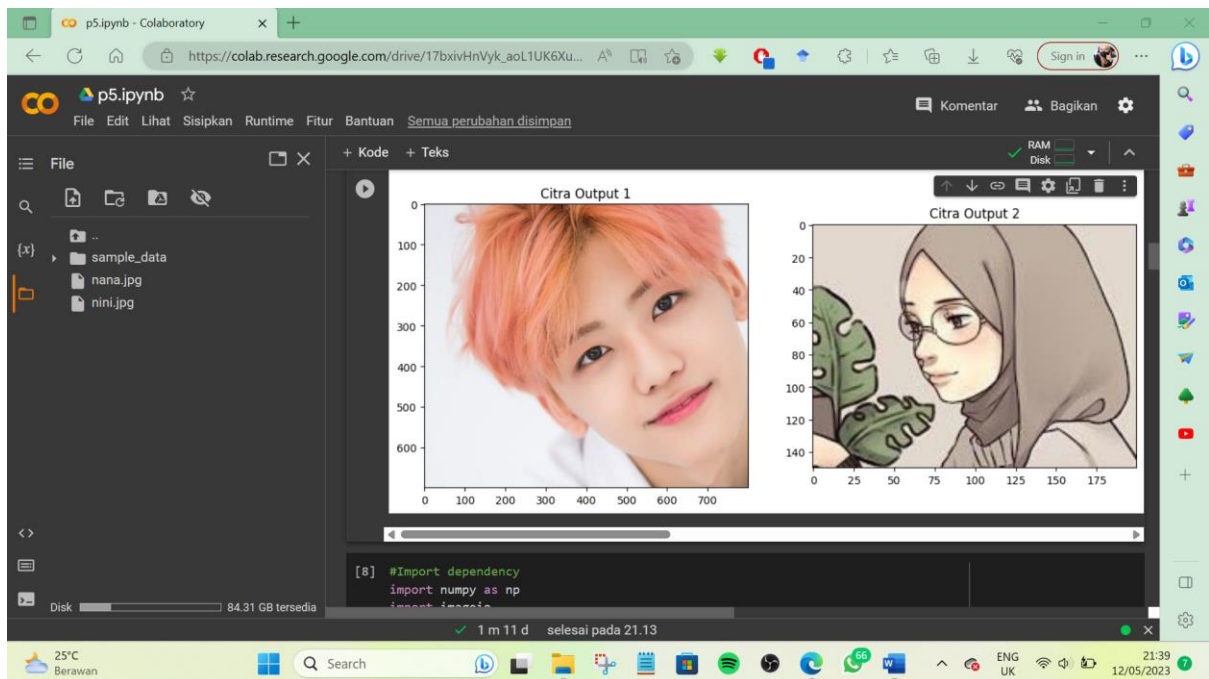 p5.ipynb - Colaboratory
https://colab.research.google.com/drive/17bxivHnVyk_aoL1UK6Xu...
Sign in
CO
p5.ipynb
File Edit Lihat Sisipkan Runtime Fitur Bantuan Semua perubahan disimpan
Komentar
Bagikan
File
+ Kode + Teks
RAM
Disk
..
sample_data
nana.jpg
nini.jpg
{x}
Citra Output 1
0
100
200
300
400
500
600
0 100 200 300 400 500 600 700
Citra Output 2
0
20
40
60
80
100
120
140
0 25 50 75 100 125 150 175
[8] #Import dependency
import numpy as np
import imageio
Disk 84.31 GB tersedia
1 m 11 d selesai pada 21.13
25°C
Berawan
Search
66
ENG
UK
21:39
12/05/2023
7